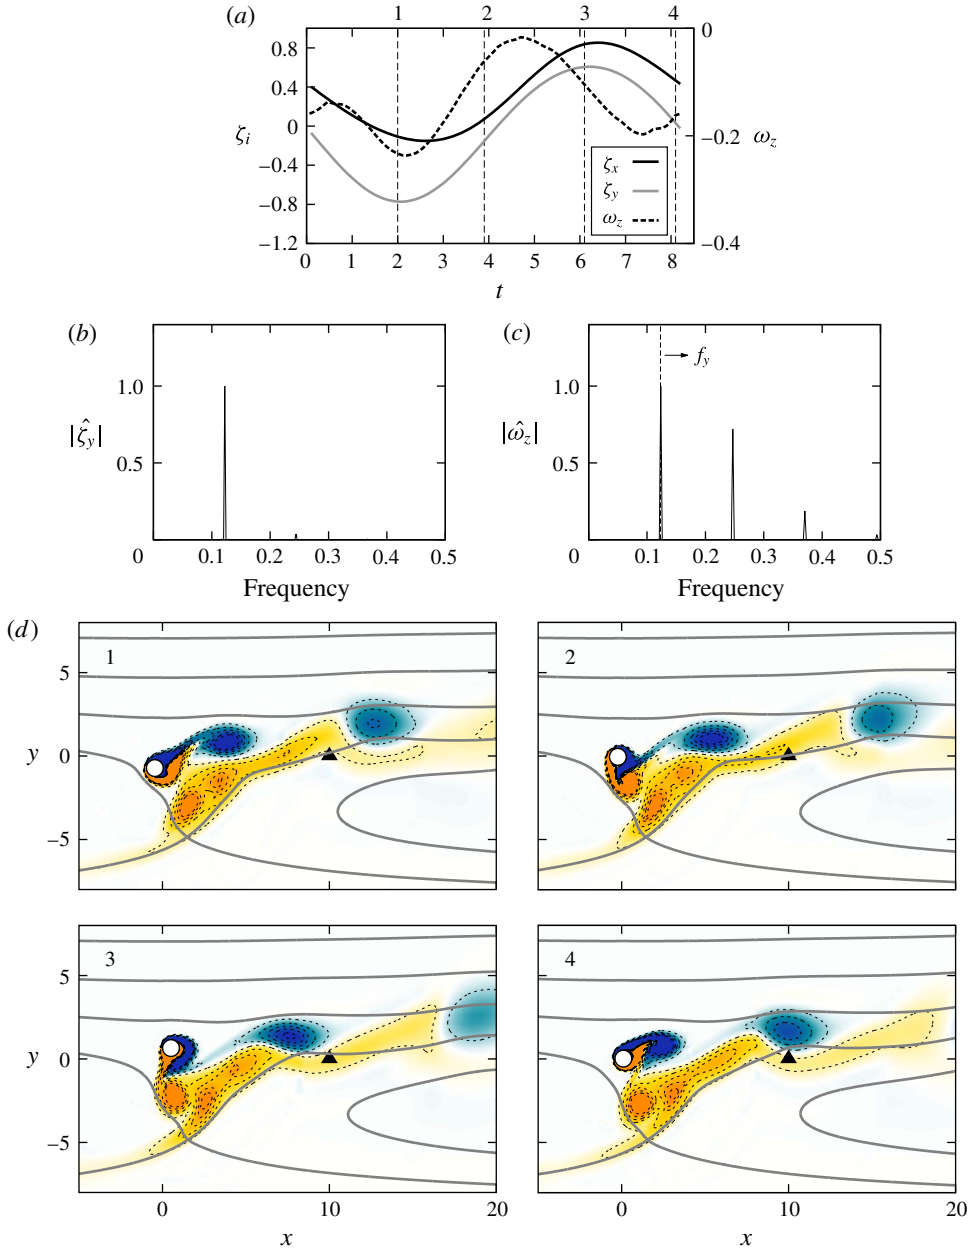 (a)
1 2 3 4
0.8
0.4
0
−0.4
−0.8
−1.2
ζi
0
−0.2
−0.4
ωz
ζx
ζy
ωz
0 1 2 3 4 5 6 7 8
t
(b)
1.0
0.5
|ζ̂y|
0 0.1 0.2 0.3 0.4 0.5
Frequency
(c)
fy
1.0
0.5
|ω̂z|
0 0.1 0.2 0.3 0.4 0.5
Frequency
(d)
1
5
y 0
−5
2
3
5
y 0
−5
0 10 20
x
4
0 10 20
x